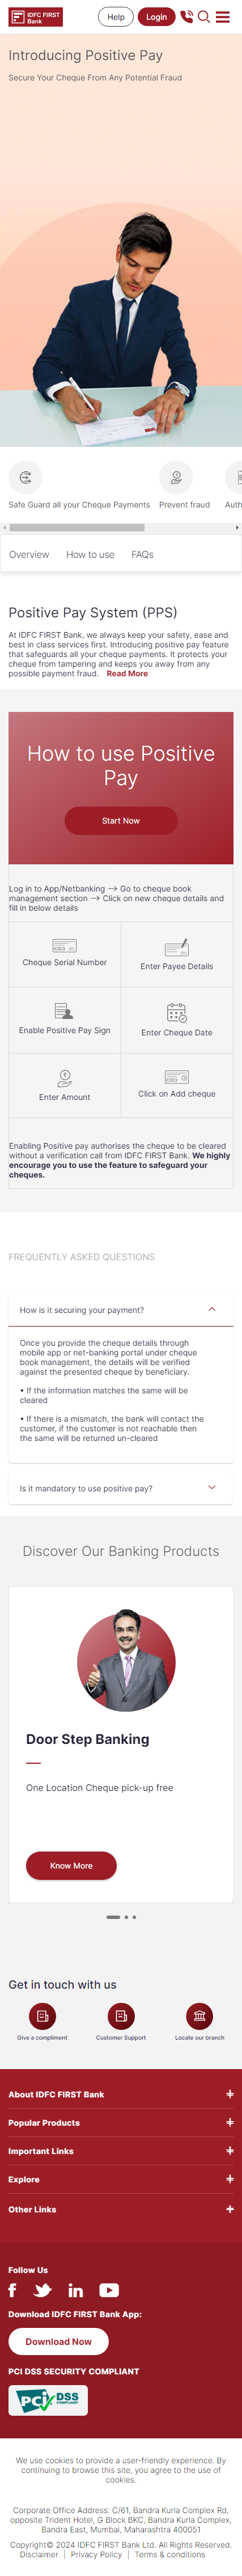 IDFC FIRST
Bank
Help
Login
Introducing Positive Pay
Secure Your Cheque From Any Potential Fraud
Safe Guard all your Cheque Payments
Prevent fraud
Auth
Overview
How to use
FAQs
Positive Pay System (PPS)
At IDFC FIRST Bank, we always keep your safety, ease and
best in class services first. Introducing positive pay feature
that safeguards all your cheque payments. It protects your
cheque from tampering and keeps you away from any
possible payment fraud. Read More
How to use Positive
Pay
Start Now
Log in to App/Netbanking --> Go to cheque book
management section --> Click on new cheque details and
fill in below details
Cheque Serial Number
Enter Payee Details
Enable Positive Pay Sign
Enter Cheque Date
Enter Amount
Click on Add cheque
Enabling Positive pay authorises the cheque to be cleared
without a verification call from IDFC FIRST Bank. We highly
encourage you to use the feature to safeguard your
cheques.
FREQUENTLY ASKED QUESTIONS
How is it securing your payment?
Once you provide the cheque details through
mobile app or net-banking portal under cheque
book management, the details will be verified
against the presented cheque by beneficiary.
• If the information matches the same will be
cleared
• If there is a mismatch, the bank will contact the
customer, if the customer is not reachable then
the same will be returned un-cleared
Is it mandatory to use positive pay?
Discover Our Banking Products
Door Step Banking
One Location Cheque pick-up free
Know More
Get in touch with us
Give a compliment
Customer Support
Locate our branch
About IDFC FIRST Bank
Popular Products
Important Links
Explore
Other Links
Follow Us
Download IDFC FIRST Bank App:
Download Now
PCI DSS SECURITY COMPLIANT
PCI DSS
COMPLIANT
We use cookies to provide a user-friendly experience. By
continuing to browse this site, you agree to the use of
cookies.
Corporate Office Address: C/61, Bandra Kurla Complex Rd,
opposite Trident Hotel, G Block BKC, Bandra Kurla Complex,
Bandra East, Mumbai, Maharashtra 400051
Copyright© 2024 IDFC FIRST Bank Ltd. All Rights Reserved.
Disclaimer | Privacy Policy | Terms & conditions